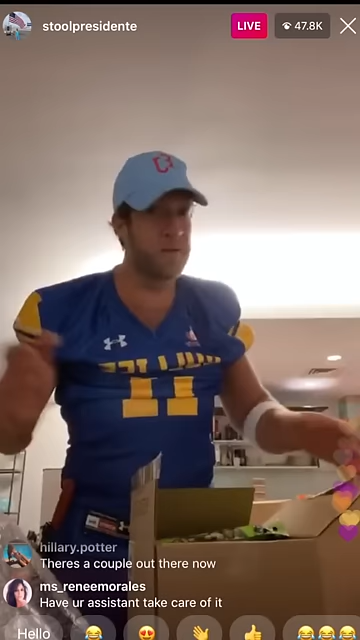 stoolpresidente
LIVE
47.8K
11
hillary.potter
Theres a couple out there now
ms_reneemorales
Have ur assistant take care of it
Hello